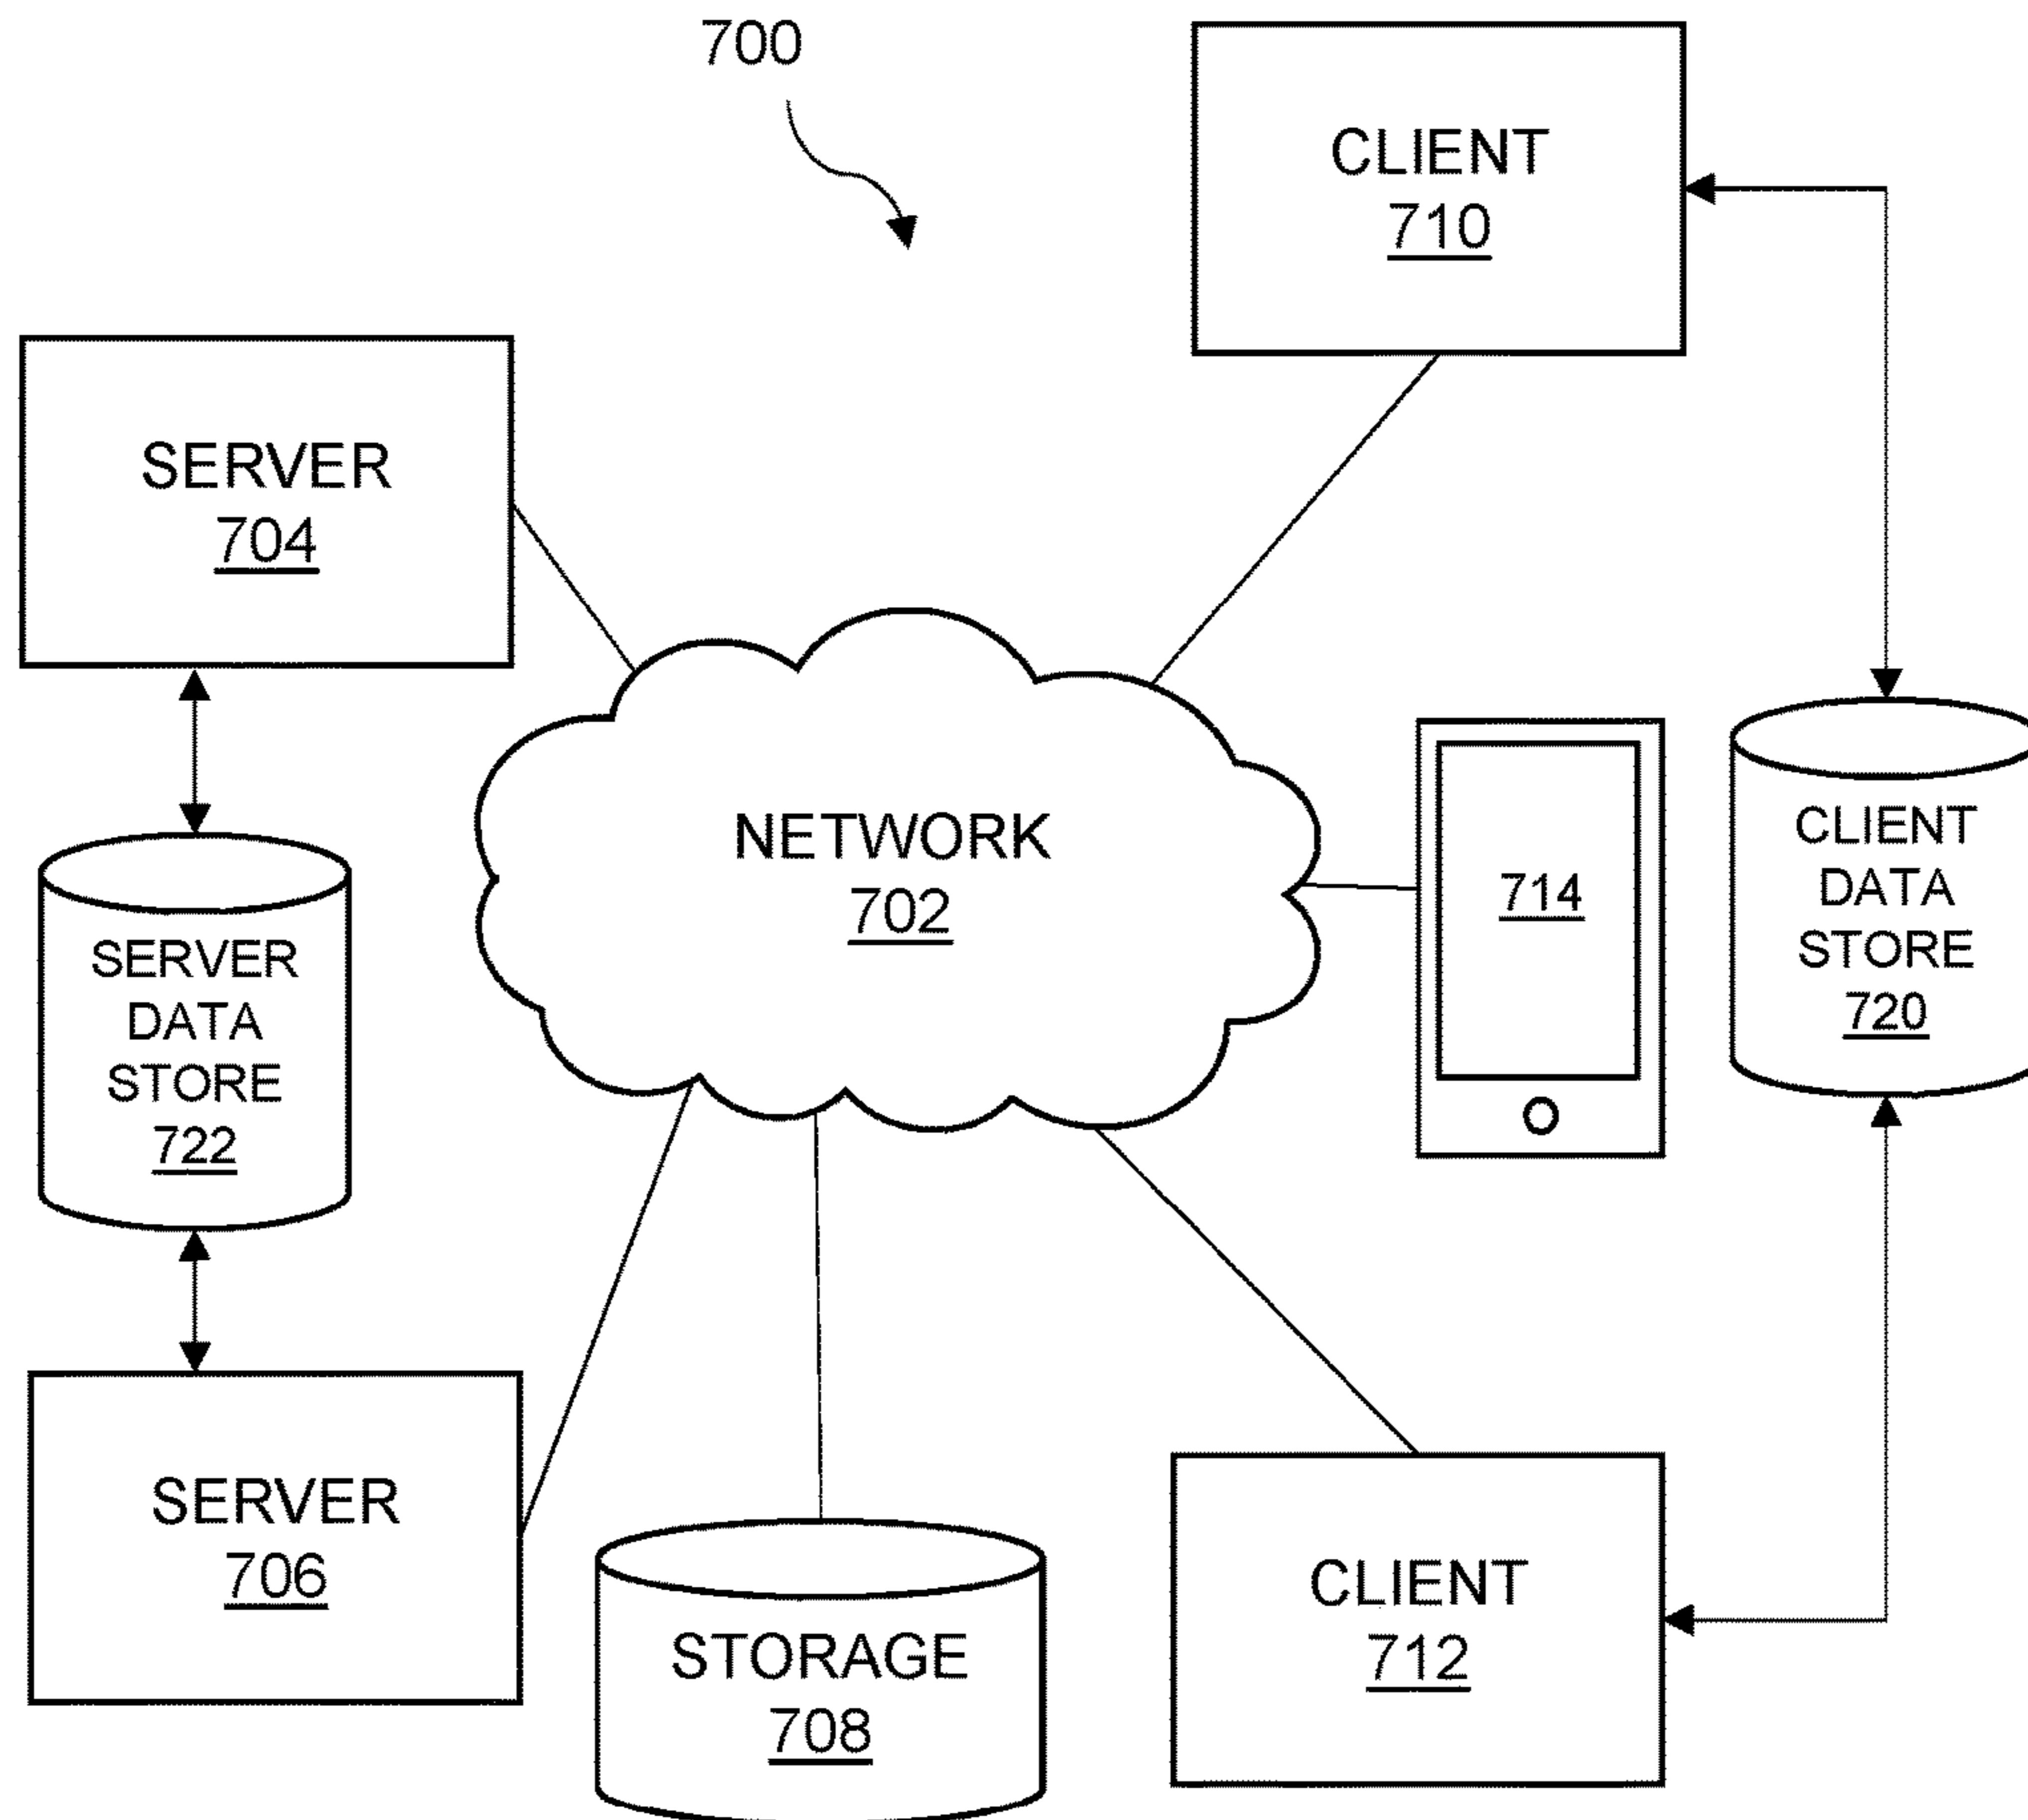 700
CLIENT
710
SERVER
704
NETWORK
702
714
CLIENT
DATA
STORE
720
SERVER
DATA
STORE
722
SERVER
706
STORAGE
708
CLIENT
712